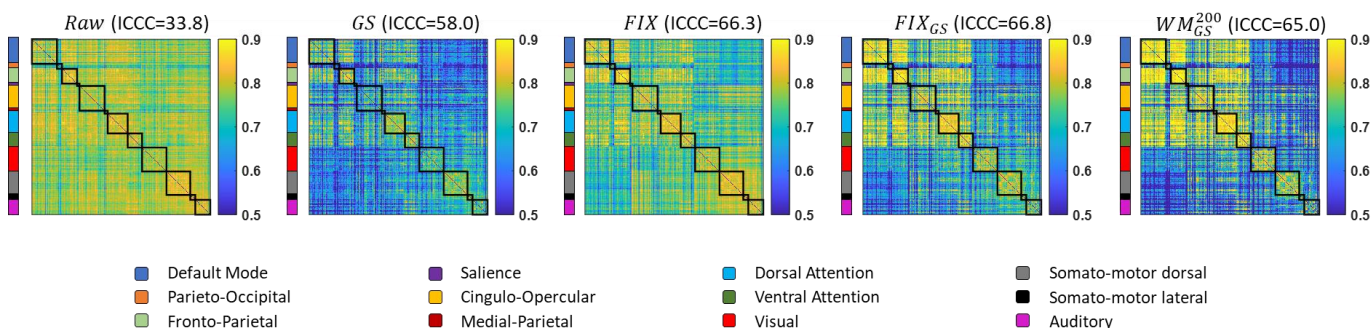 Raw (ICCC=33.8) GS (ICCC=58.0) FIX (ICCC=66.3) FIX_GS (ICCC=66.8) WM_GS^200 (ICCC=65.0)
0.9 0.9 0.9 0.9 0.9
0.8 0.8 0.8 0.8 0.8
0.7 0.7 0.7 0.7 0.7
0.6 0.6 0.6 0.6 0.6
0.5 0.5 0.5 0.5 0.5
Default Mode Salience Dorsal Attention Somato-motor dorsal
Parieto-Occipital Cingulo-Opercular Ventral Attention Somato-motor lateral
Fronto-Parietal Medial-Parietal Visual Auditory